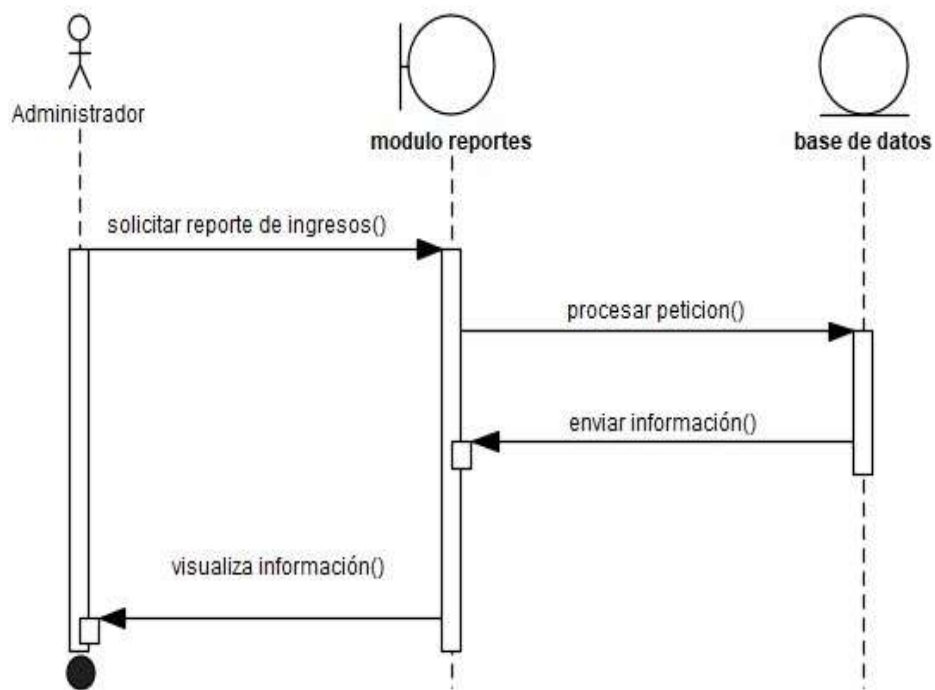 Administrador
modulo reportes
base de datos
solicitar reporte de ingresos()
procesar peticion()
enviar información()
visualiza información()